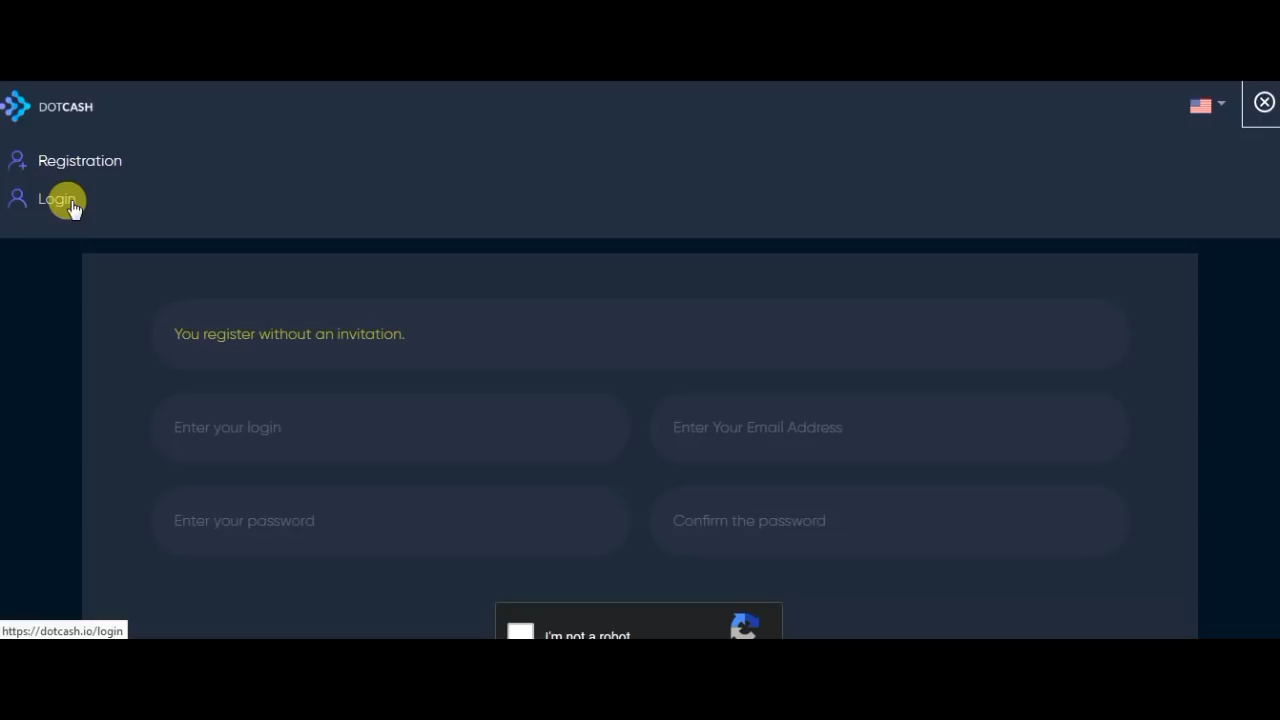 DOTCASH
Registration
Login
You register without an invitation.
Enter your login
Enter Your Email Address
Enter your password
Confirm the password
I'm not a robot
https://dotcash.io/login